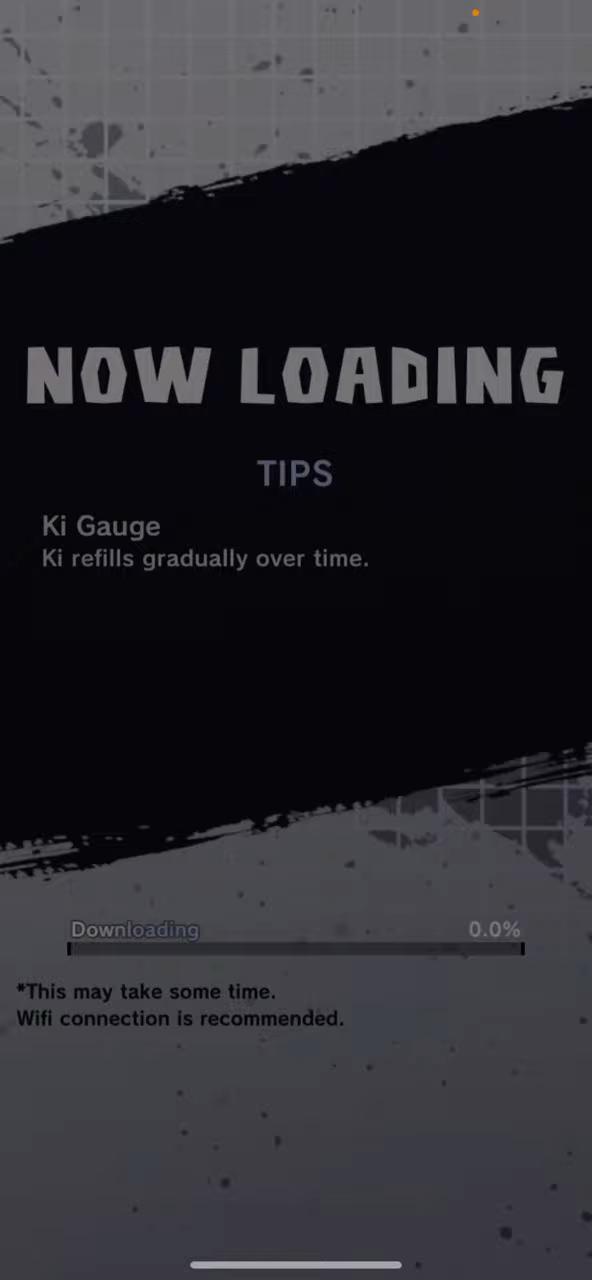 NOW LOADING
TIPS
Ki Gauge
Ki refills gradually over time.
Downloading 0.0%
*This may take some time.
Wifi connection is recommended.